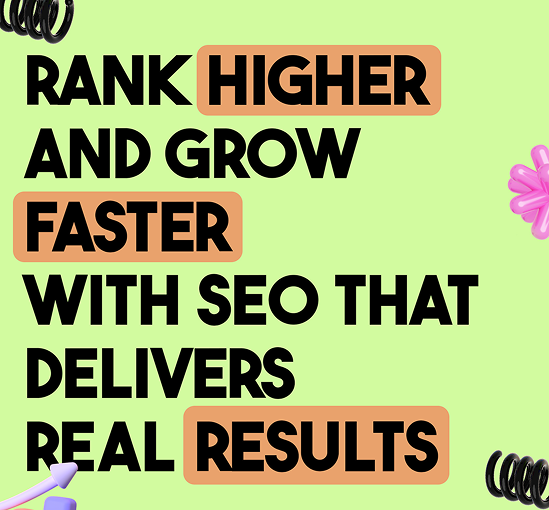 RANK HIGHER
AND GROW
FASTER
WITH SEO THAT
DELIVERS
REAL RESULTS